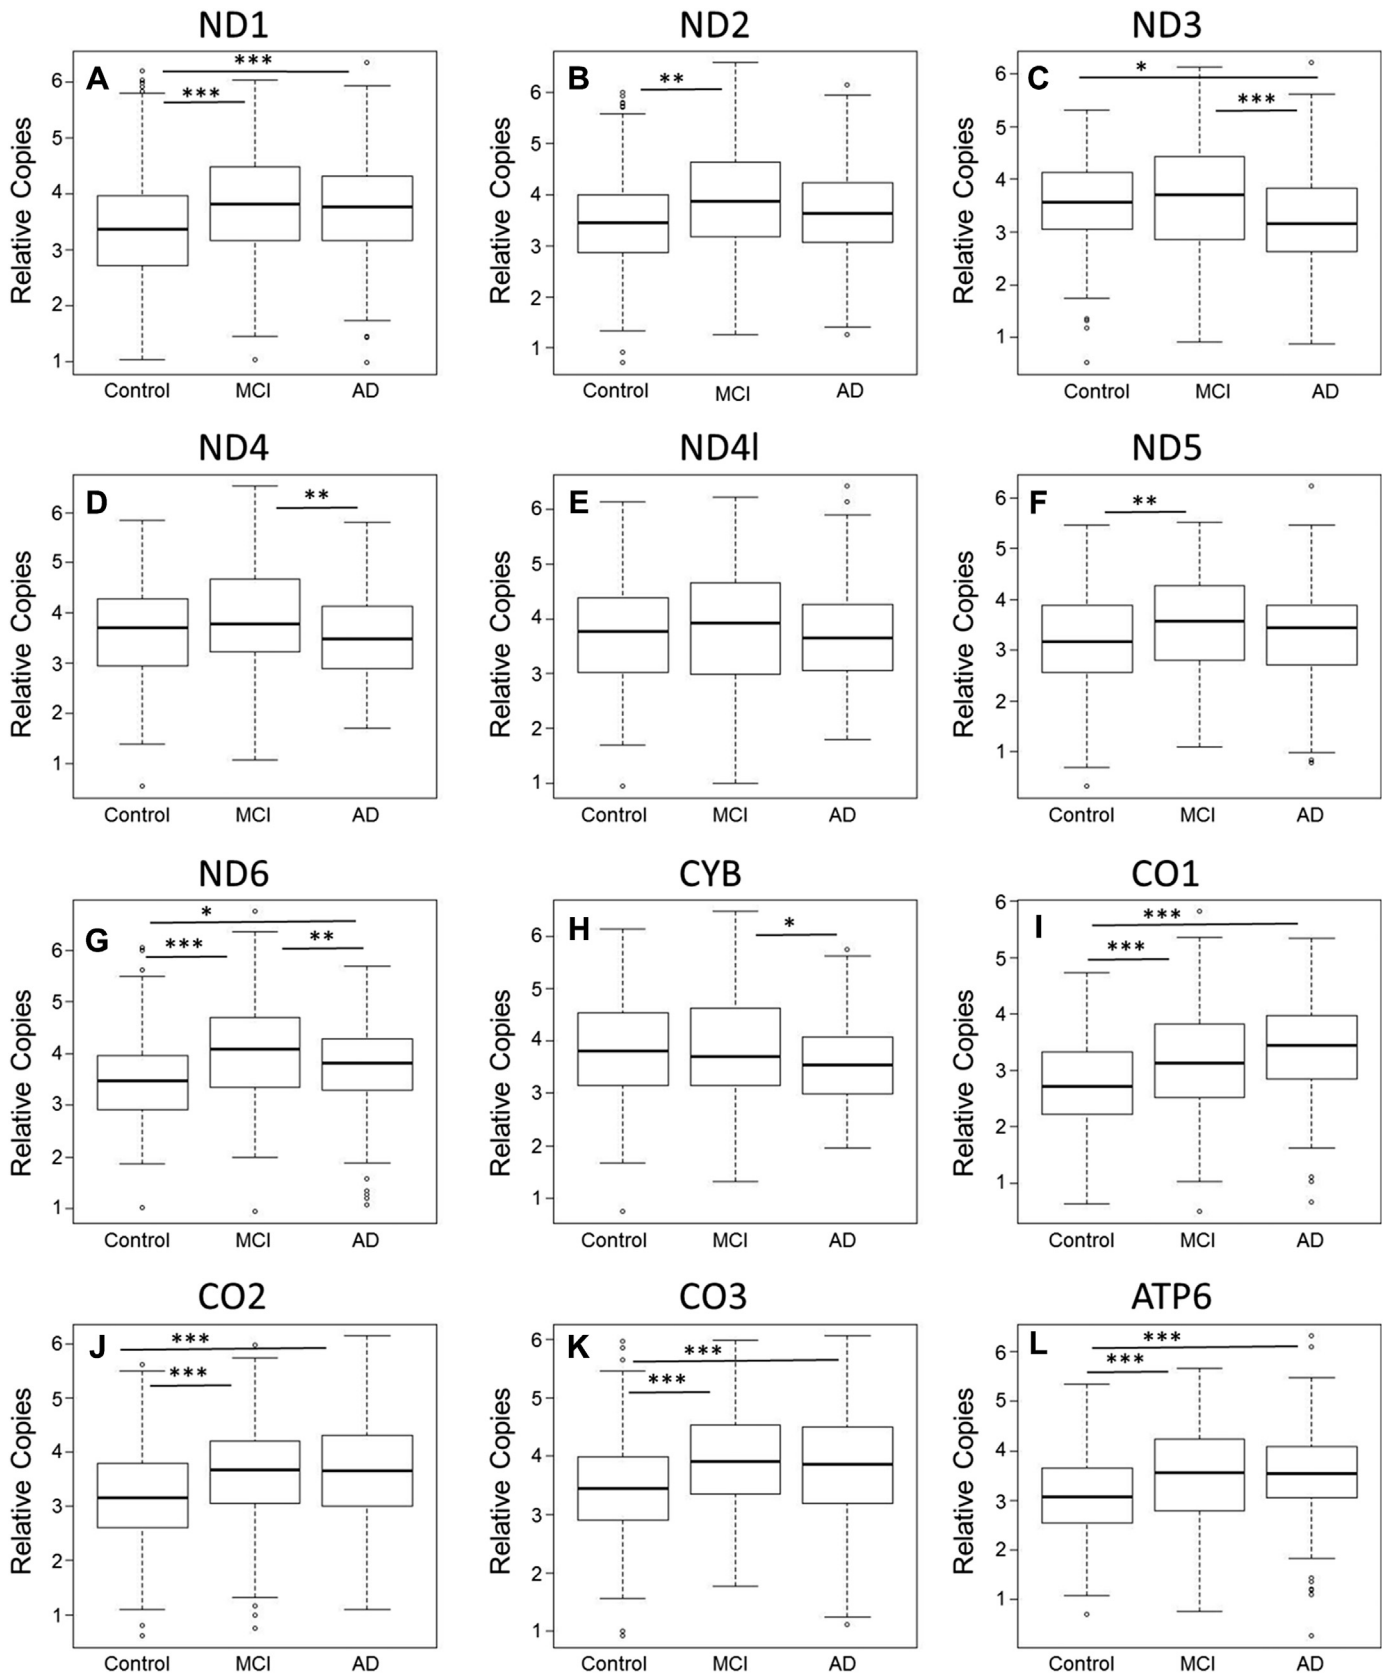 ND1
A
***
***
Relative Copies
6
5
4
3
2
1
Control MCI AD
ND2
B
**
Relative Copies
6
5
4
3
2
1
Control MCI AD
ND3
C
*
***
Relative Copies
6
5
4
3
2
1
Control MCI AD
ND4
D
**
Relative Copies
6
5
4
3
2
1
Control MCI AD
ND4l
E
Relative Copies
6
5
4
3
2
1
Control MCI AD
ND5
F
**
Relative Copies
6
5
4
3
2
1
Control MCI AD
ND6
G
*
***
**
Relative Copies
6
5
4
3
2
1
Control MCI AD
CYB
H
*
Relative Copies
6
5
4
3
2
1
Control MCI AD
CO1
I
***
***
Relative Copies
6
5
4
3
2
1
Control MCI AD
CO2
J
***
***
Relative Copies
6
5
4
3
2
1
Control MCI AD
CO3
K
***
***
Relative Copies
6
5
4
3
2
1
Control MCI AD
ATP6
L
***
***
Relative Copies
6
5
4
3
2
1
Control MCI AD